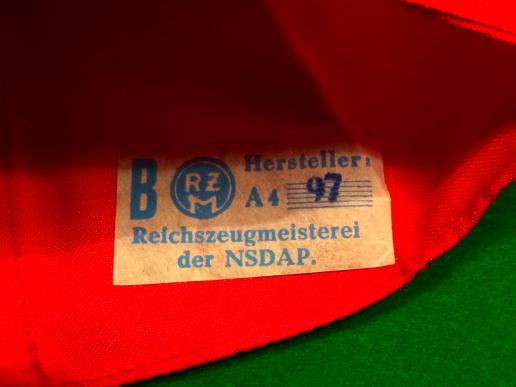 B RZM Hersteller:
A4 97
Reichszeugmeisterei
der NSDAP.